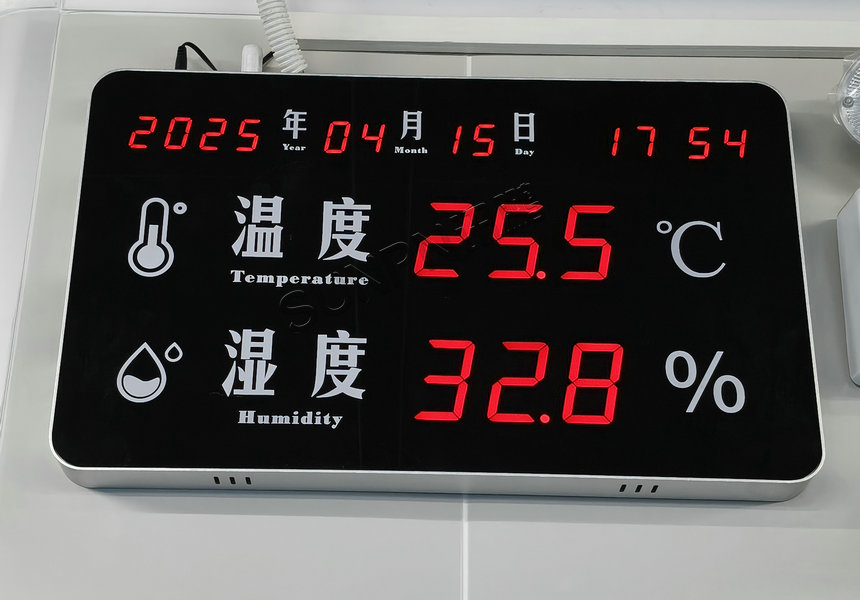 2025 年 Year 04 月 Month 15 日 Day 17 54
温度 25.5 °C
Temperature
湿度 32.8 %
Humidity